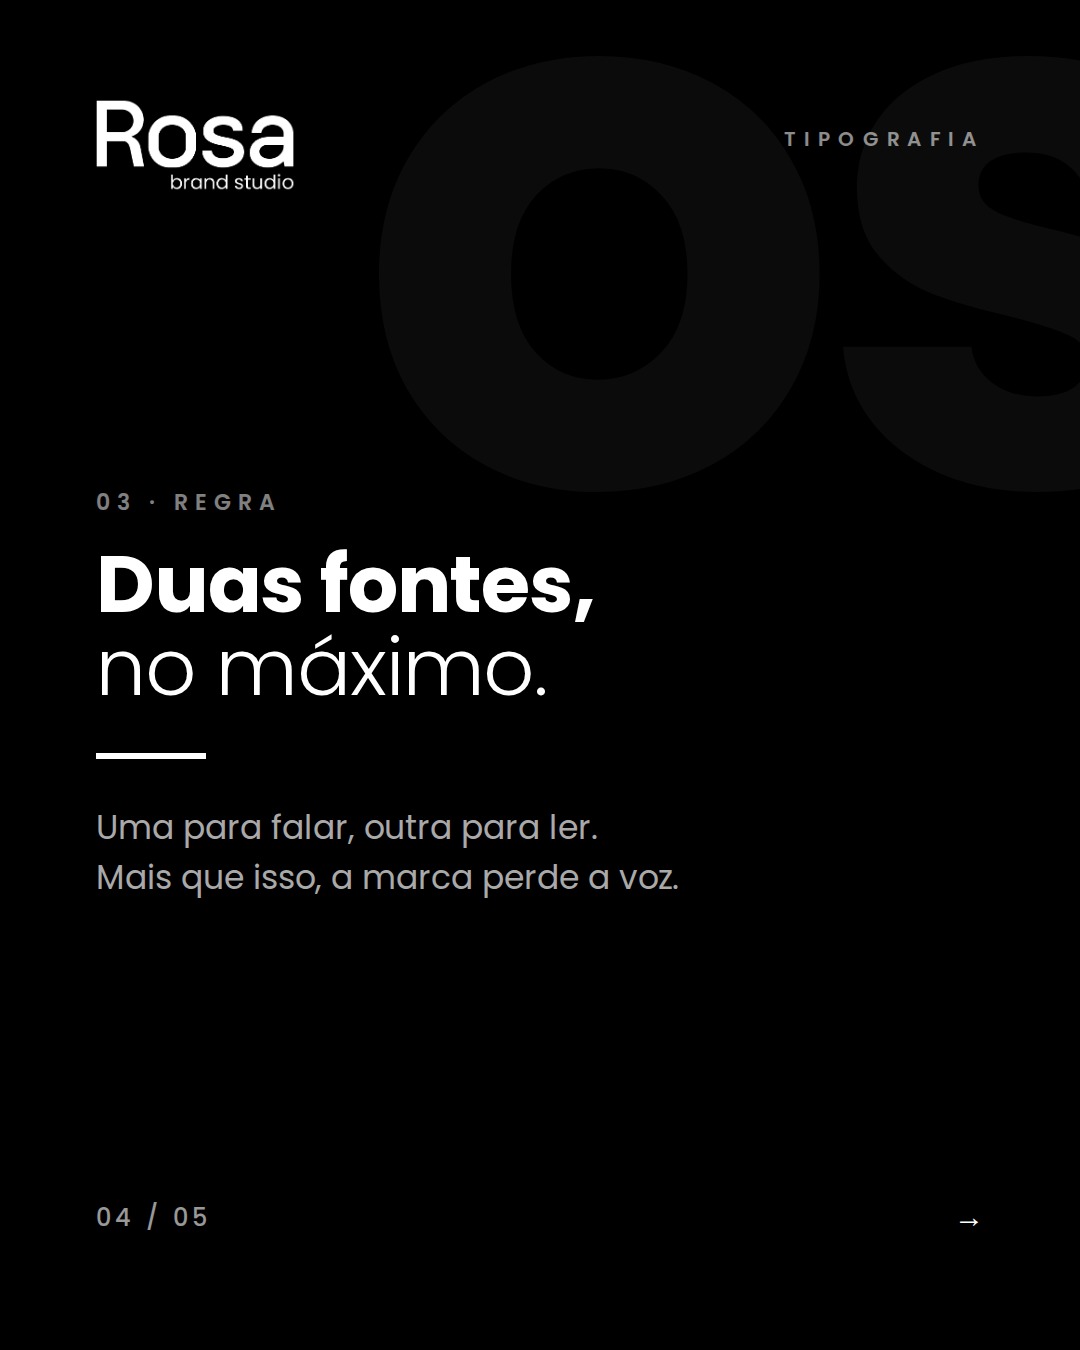 Rosa
brand studio
TIPOGRAFIA
os
03 · REGRA
Duas fontes,
no máximo.
Uma para falar, outra para ler.
Mais que isso, a marca perde a voz.
04 / 05
→